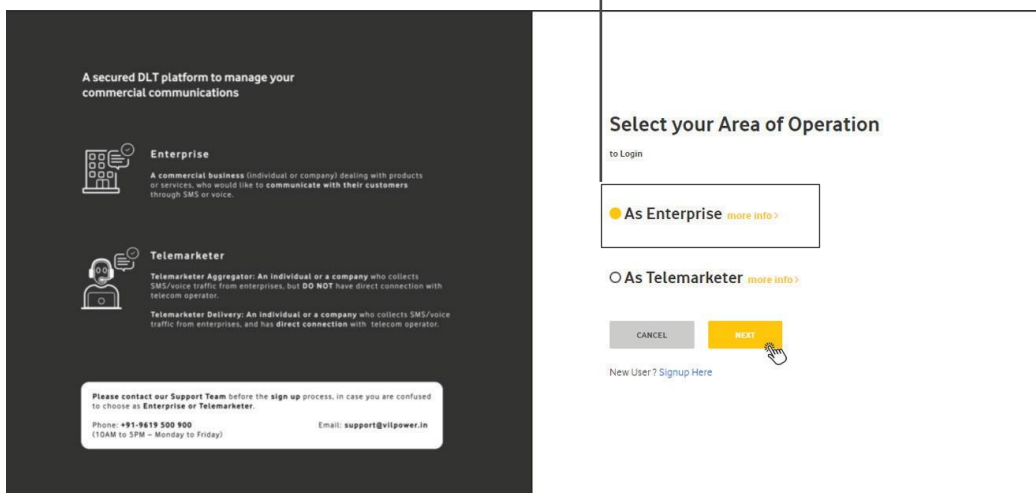 A secured DLT platform to manage your
commercial communications
Enterprise
A commercial business (individual or company) dealing with products
or services, who would like to communicate with their customers
through SMS or voice.
Telemarketer
Telemarketer Aggregator: An individual or a company who collects
SMS/voice traffic from enterprises, but DO NOT have direct connection with
telecom operator.
Telemarketer Delivery: An individual or a company who collects SMS/voice
traffic from enterprises, and has direct connection with telecom operator.
Please contact our Support Team before the sign up process, in case you are confused
to choose as Enterprise or Telemarketer.
Phone: +91-9619 500 900
(10AM to 5PM – Monday to Friday)
Email: support@vilpower.in
Select your Area of Operation
to Login
As Enterprise more info >
As Telemarketer more info >
CANCEL
NEXT
New User ? Signup Here